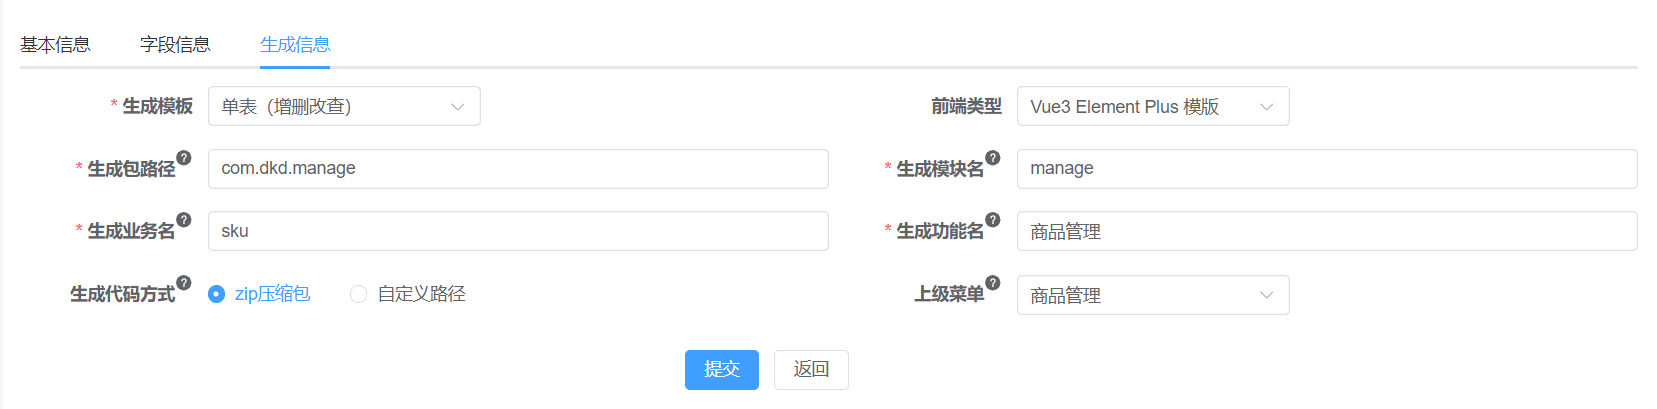 基本信息 字段信息 生成信息
* 生成模板 单表（增删改查） 前端类型 Vue3 Element Plus 模版
* 生成包路径 ? com.dkd.manage * 生成模块名 ? manage
* 生成业务名 ? sku * 生成功能名 ? 商品管理
生成代码方式 ? zip压缩包 自定义路径 上级菜单 ? 商品管理
提交 返回